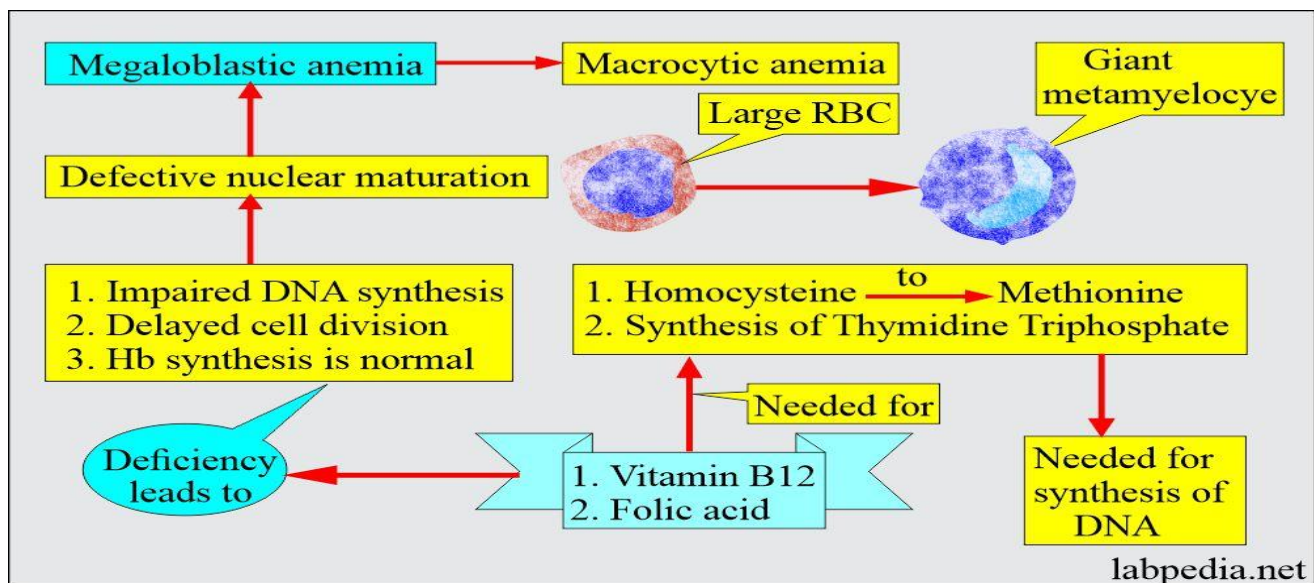 Megaloblastic anemia
Macrocytic anemia
Large RBC
Giant
metamyelocye
Defective nuclear maturation
1. Impaired DNA synthesis
2. Delayed cell division
3. Hb synthesis is normal
1. Homocysteine to Methionine
2. Synthesis of Thymidine Triphosphate
Needed for
Deficiency
leads to
1. Vitamin B12
2. Folic acid
Needed for
synthesis of
DNA
labpedia.net